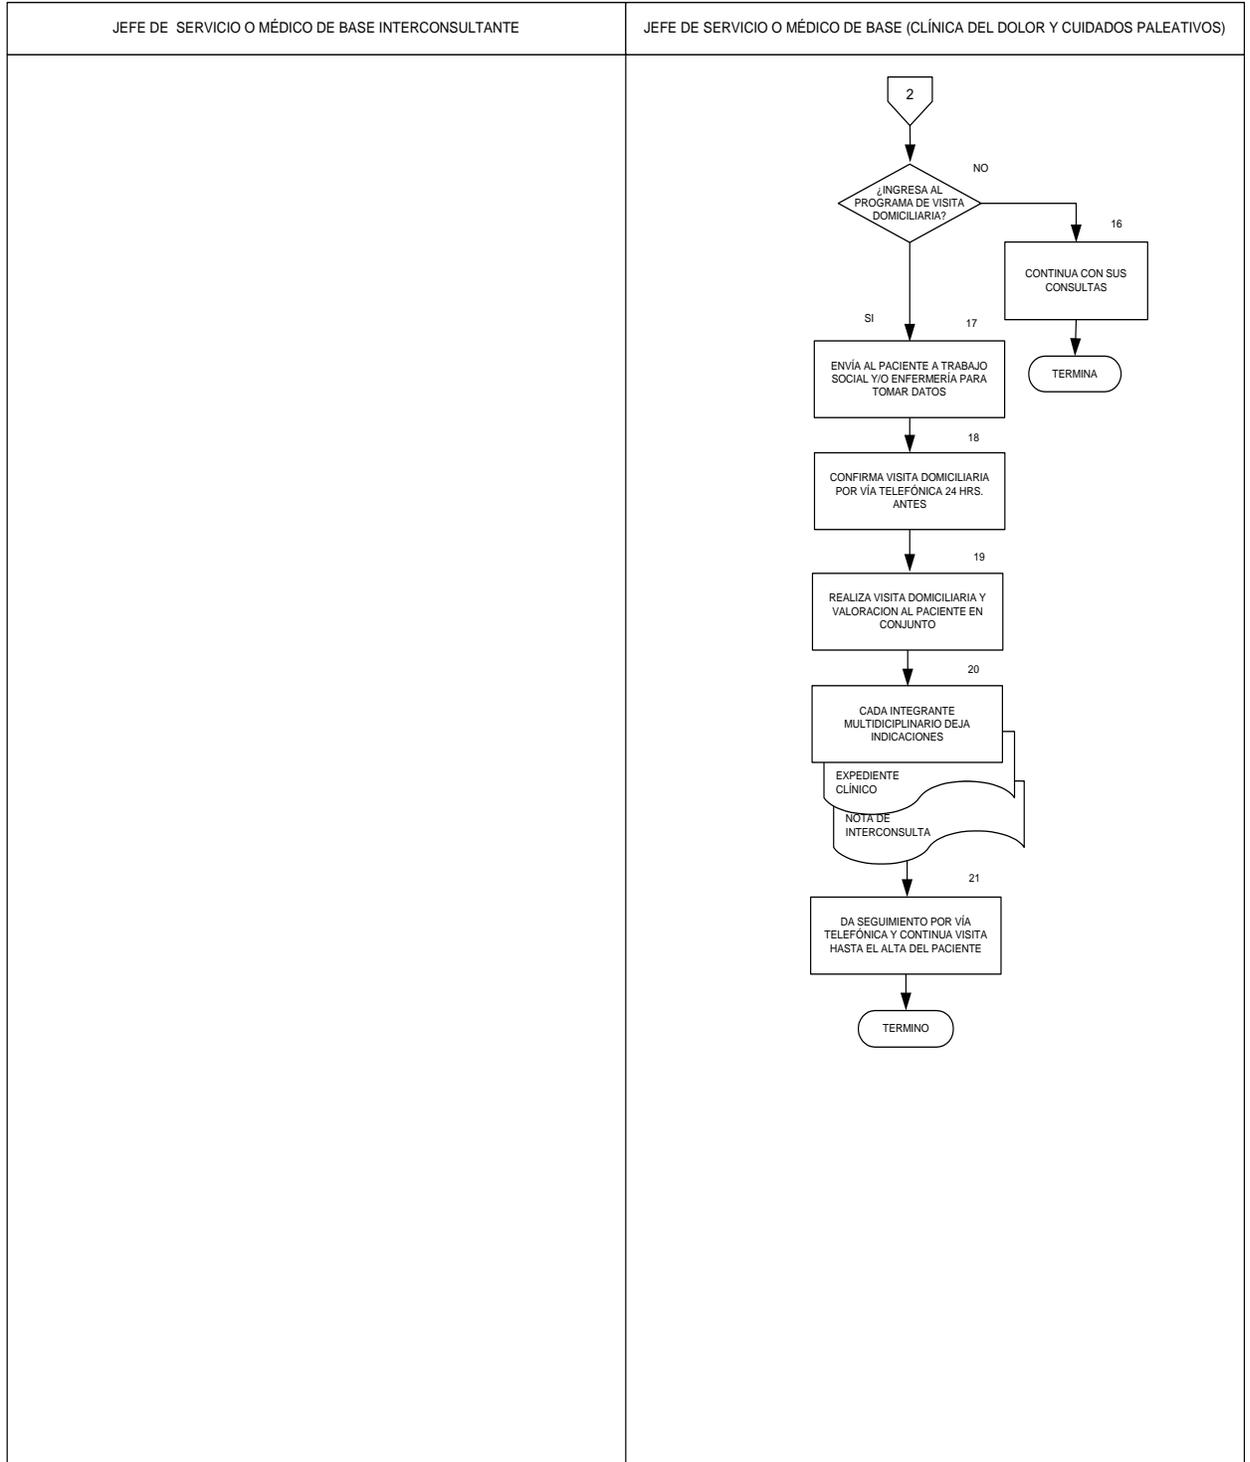 JEFE DE SERVICIO O MÉDICO DE BASE INTERCONSULTANTE
JEFE DE SERVICIO O MÉDICO DE BASE (CLÍNICA DEL DOLOR Y CUIDADOS PALEATIVOS)
2
NO
¿INGRESA AL
PROGRAMA DE VISITA
DOMICILIARIA?
16
CONTINUA CON SUS
CONSULTAS
TERMINA
SI
17
ENVÍA AL PACIENTE A TRABAJO
SOCIAL Y/O ENFERMERÍA PARA
TOMAR DATOS
18
CONFIRMA VISITA DOMICILIARIA
POR VÍA TELEFÓNICA 24 HRS.
ANTES
19
REALIZA VISITA DOMICILIARIA Y
VALORACION AL PACIENTE EN
CONJUNTO
20
CADA INTEGRANTE
MULTIDICIPLINARIO DEJA
INDICACIONES
EXPEDIENTE
CLÍNICO
NOTA DE
INTERCONSULTA
21
DA SEGUIMIENTO POR VÍA
TELEFÓNICA Y CONTINUA VISITA
HASTA EL ALTA DEL PACIENTE
TERMINO